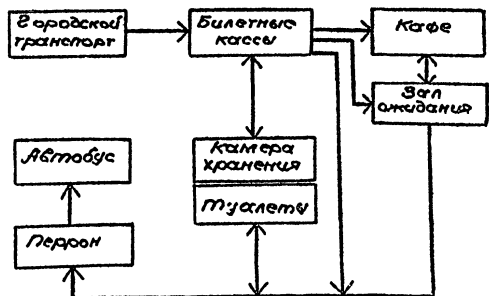 Городской
транспорт
Билетные
кассы
Кафе
Зал
ожидания
Автобус
Камера
хранения
Туалеты
Перрон